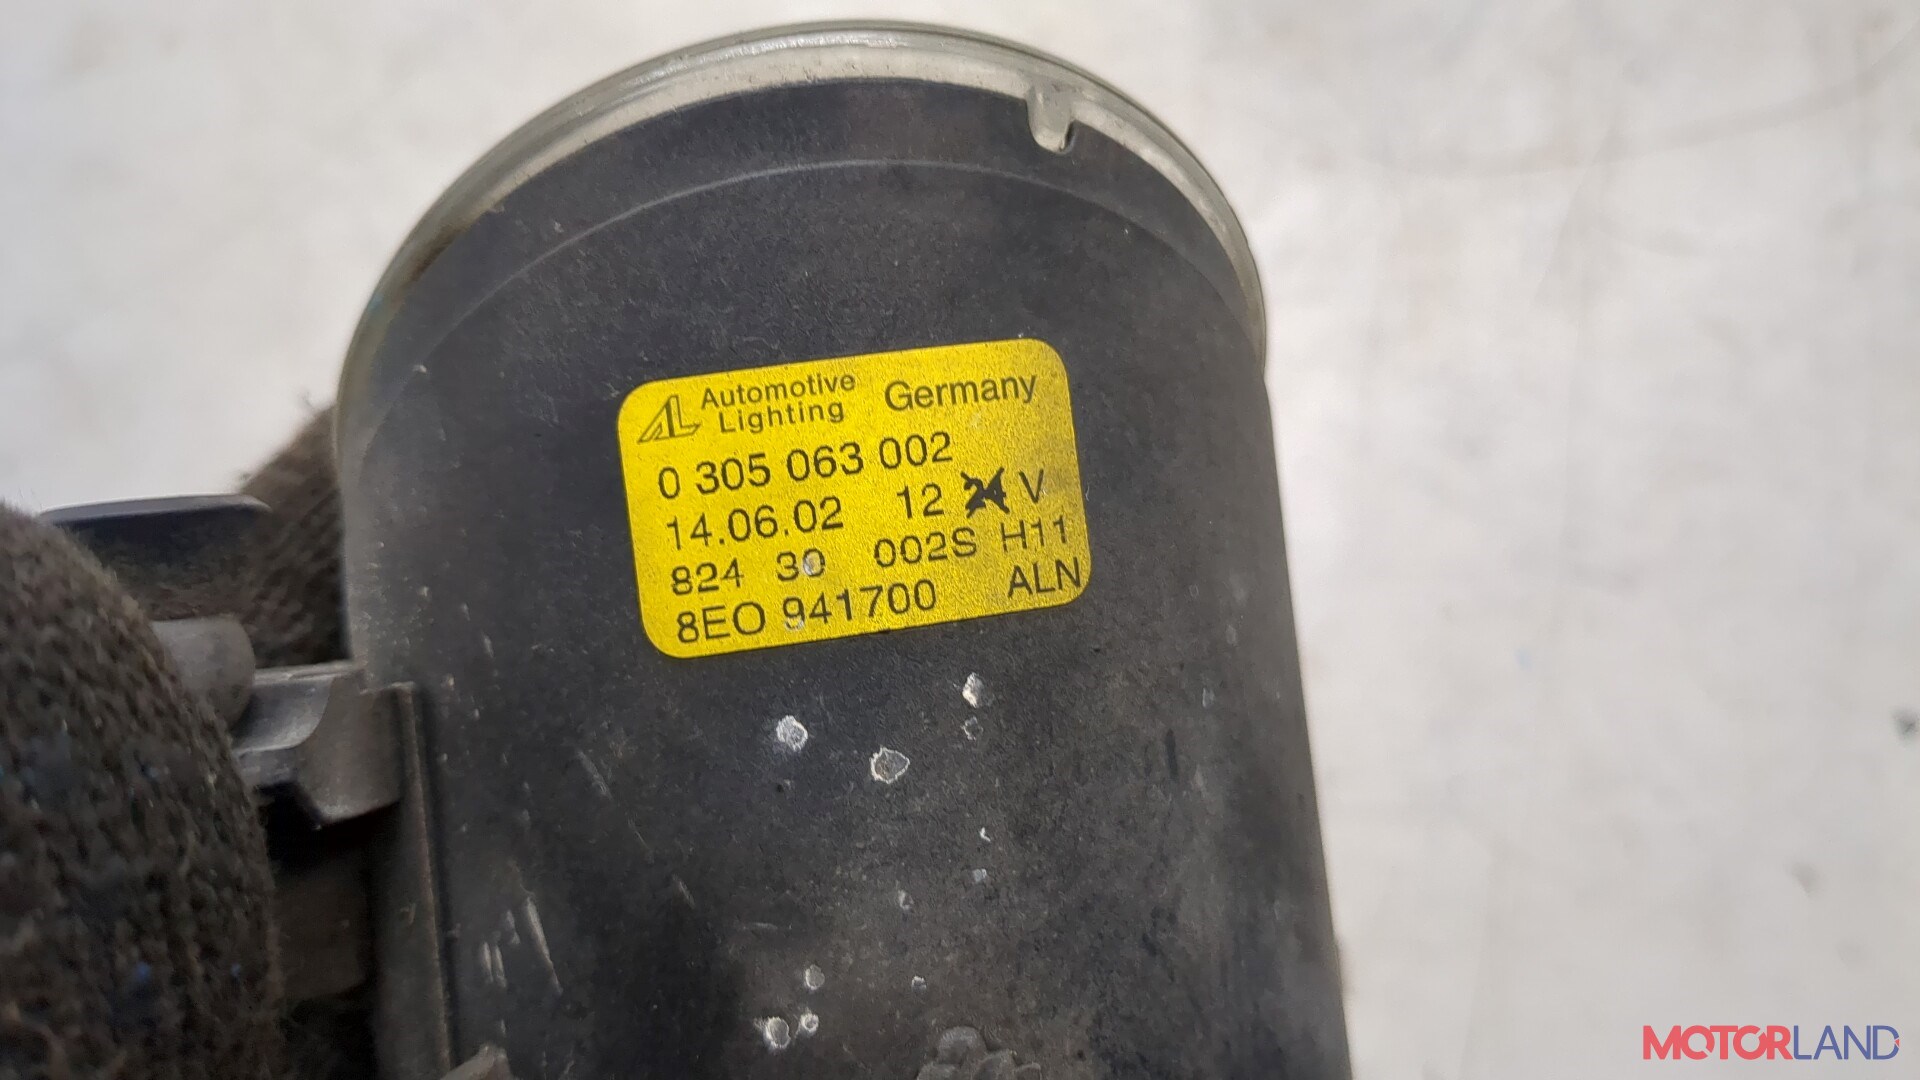 AL Automotive Lighting Germany
0 305 063 002
14.06.02 12 24 V
824 30 002S H11
8EO 941700 ALN
MOTORLAND